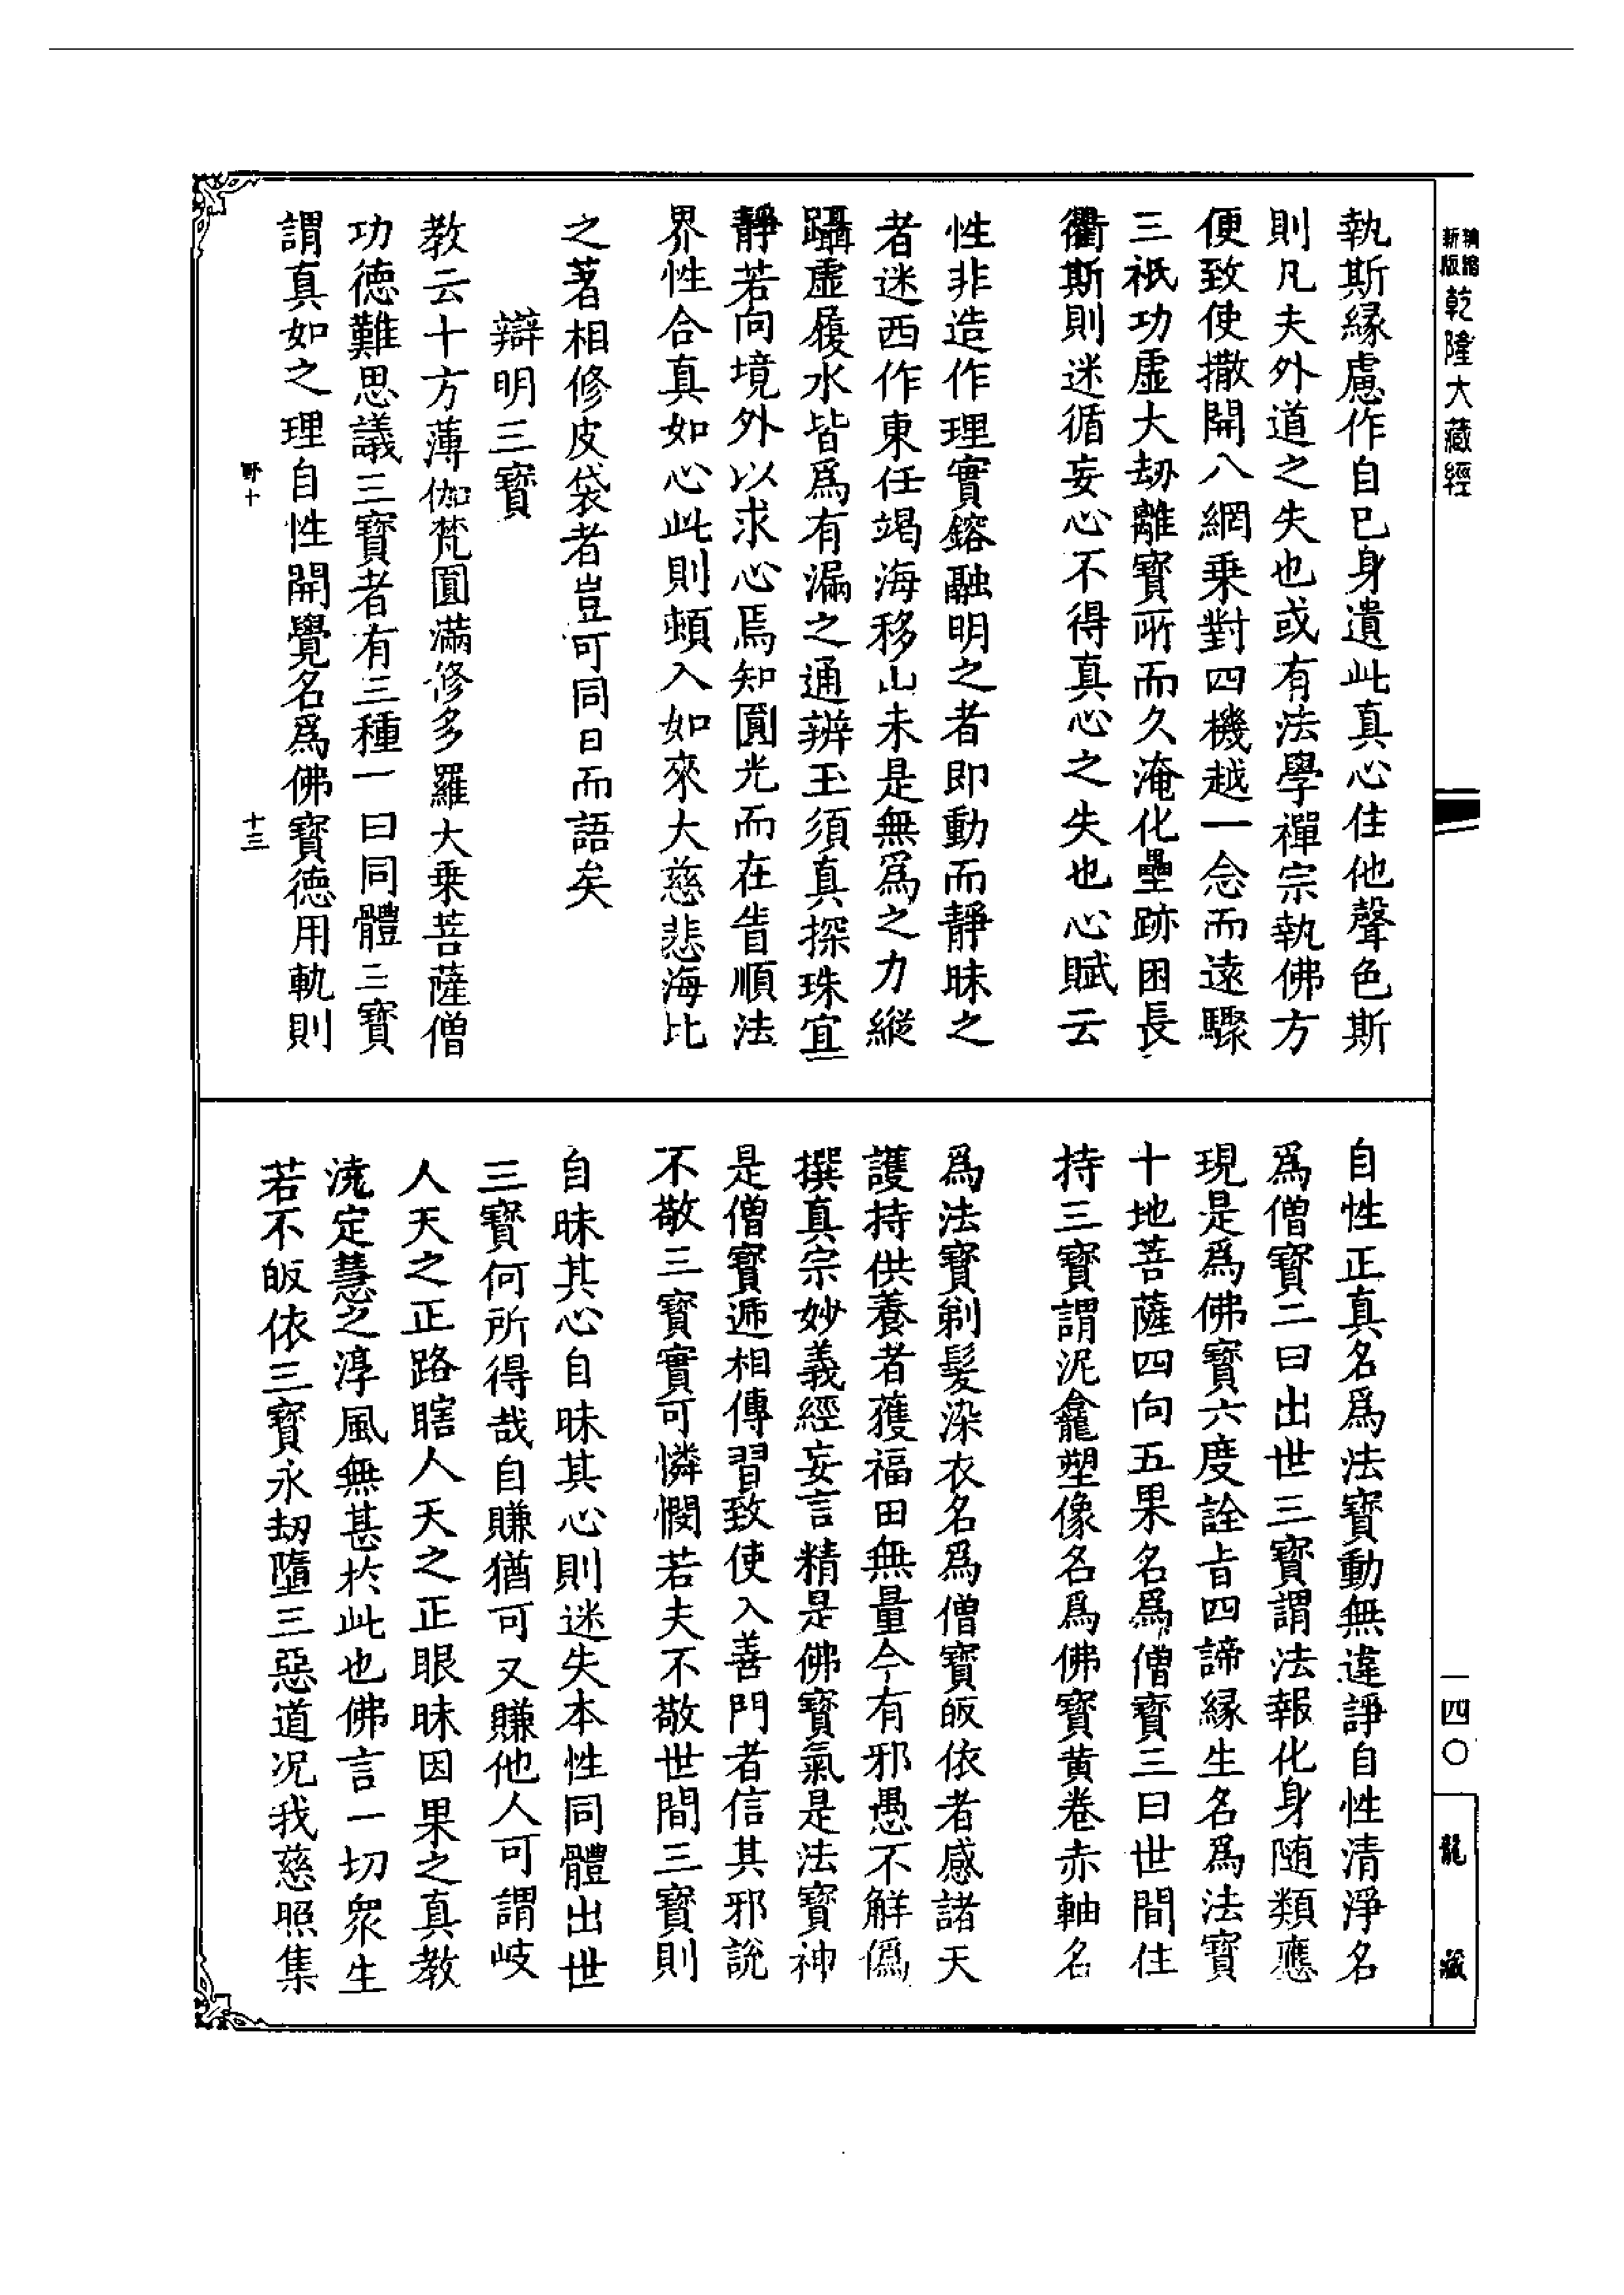 精縮新版乾隆大藏經
執斯縁慮作自已身遺此真心住他聲色斯
則凡夫外道之失也或有法學禪宗執佛方
便致使撒開八網乗對四機越一念而遠驟
三祇功虛大劫離寶所而久淹化壘跡困長
衢斯則迷循妄心不得真心之失也心賦云
性非造作理實鎔融明之者即動而靜昧之
者迷西作東任竭海移山未是無爲之力縱
躡虛履水皆爲有漏之通辨玉須真探珠宜
靜若向境外以求心焉知圓光而在眚順法
界性合真如心此則頓入如來大慈悲海比
之著相修皮袋者豈可同日而語矣
辯明三寶
教云十方薄伽梵圓滿修多羅大乗菩薩僧
功德難思議三寶者有三種一曰同體三寶
謂真如之理自性開覺名爲佛寶德用軌則
野十 十三
自性正真名爲法寶動無違諍自性清淨名
爲僧寶二曰出世三寶謂法報化身随類應
現是爲佛寶六度詮旨四諦縁生名爲法寶
十地菩薩四向五果名爲僧寶三曰世間住
持三寶謂泥龕塑像名爲佛寶黄卷赤軸名
爲法寶剃髮染衣名爲僧寶皈依者感諸天
護持供養者獲福田無量今有邪愚不解僞
撰真宗妙義經妄言精是佛寶氣是法寶神
是僧寶遞相傳習致使入善門者信其邪説
不敬三寶實可憐憫若夫不敬世間三寶則
自昧其心自昧其心則迷失本性同體出世
三寶何所得哉自賺猶可又賺他人可謂岐
人天之正路瞎人天之正眼昧因果之真教
澆定慧之淳風無甚於此也佛言一切衆生
若不皈依三寶永劫墮三惡道況我慈照集
一四〇
龍藏